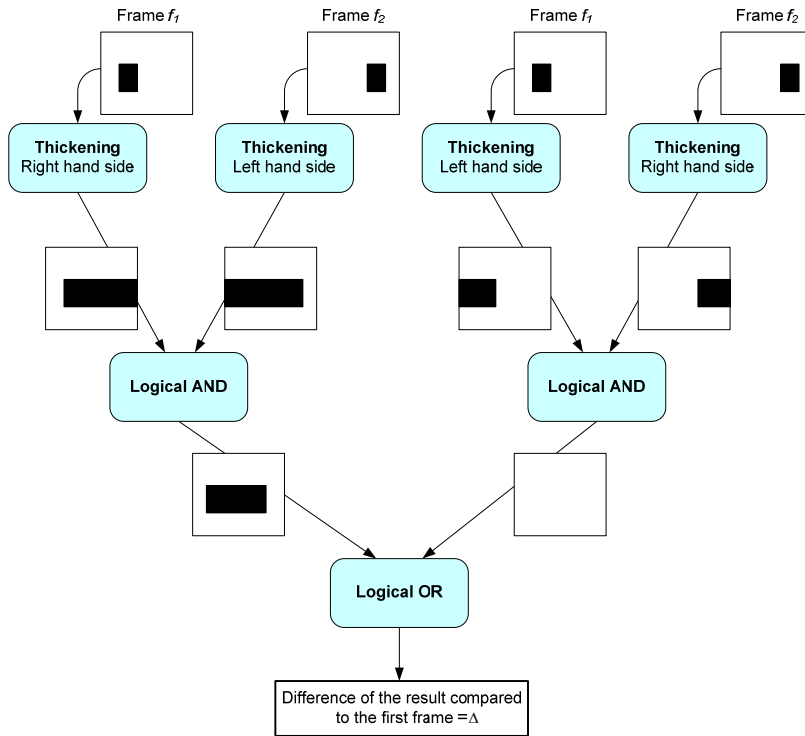 Frame f1
Frame f2
Frame f1
Frame f2
Thickening
Right hand side
Thickening
Left hand side
Thickening
Left hand side
Thickening
Right hand side
Logical AND
Logical AND
Logical OR
Difference of the result compared
to the first frame =Δ